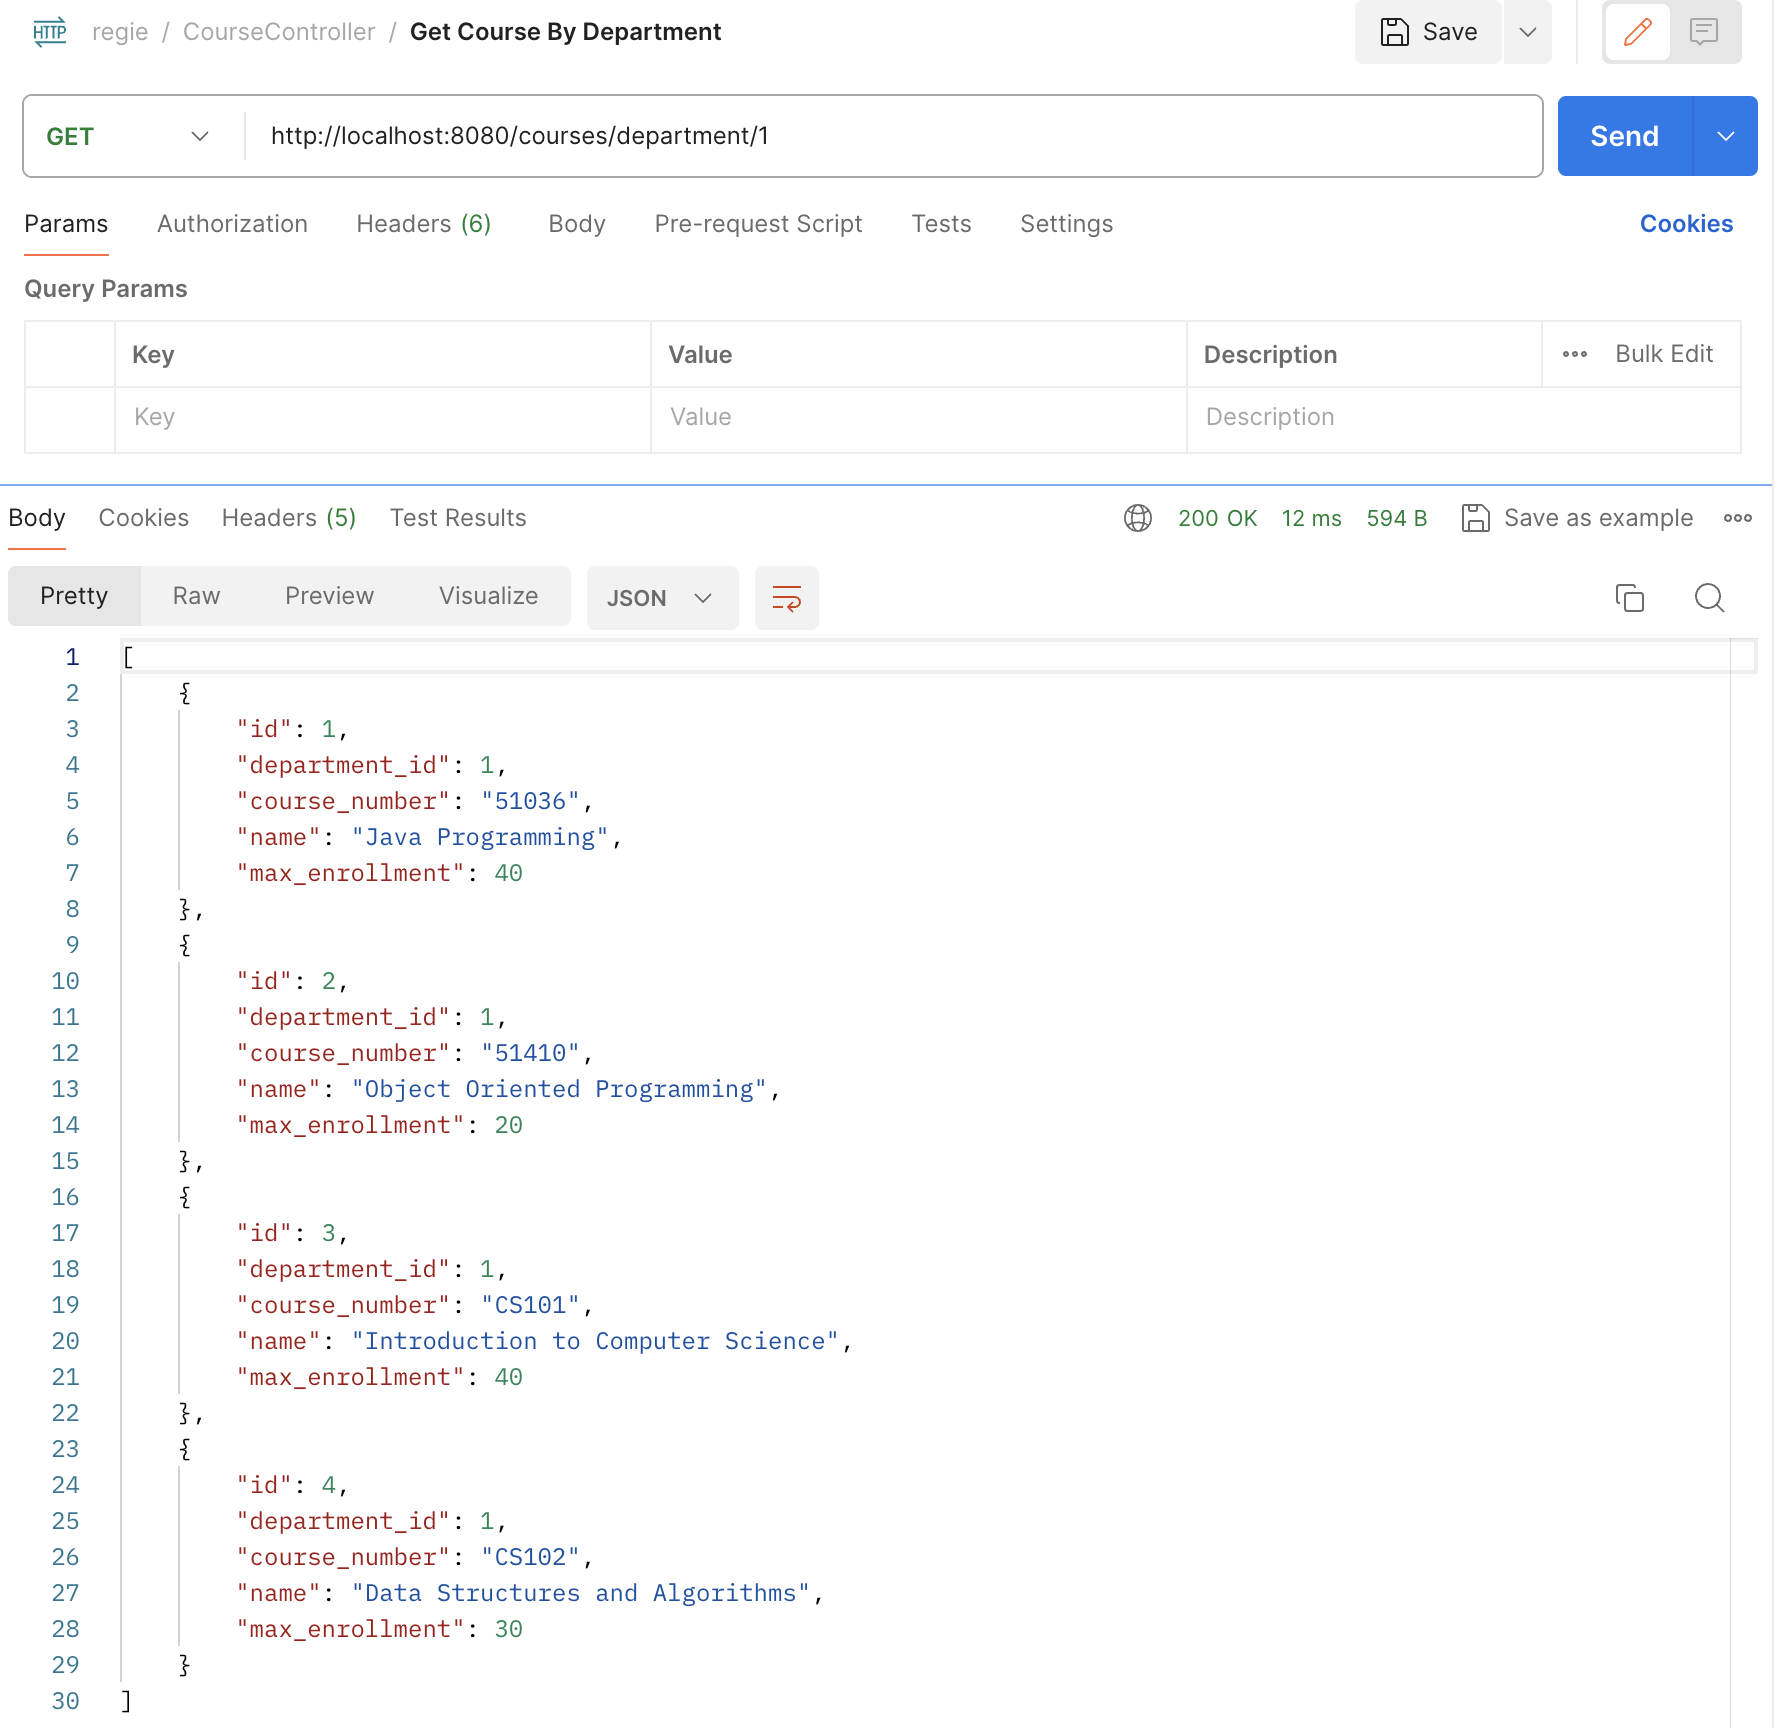 HTTP regie / CourseController / Get Course By Department Save
GET http://localhost:8080/courses/department/1 Send
Params Authorization Headers (6) Body Pre-request Script Tests Settings Cookies
Query Params
Key Value Description Bulk Edit
Key Value Description
Body Cookies Headers (5) Test Results 200 OK 12 ms 594 B Save as example
Pretty Raw Preview Visualize JSON
1 [
2 {
3 "id": 1,
4 "department_id": 1,
5 "course_number": "51036",
6 "name": "Java Programming",
7 "max_enrollment": 40
8 },
9 {
10 "id": 2,
11 "department_id": 1,
12 "course_number": "51410",
13 "name": "Object Oriented Programming",
14 "max_enrollment": 20
15 },
16 {
17 "id": 3,
18 "department_id": 1,
19 "course_number": "CS101",
20 "name": "Introduction to Computer Science",
21 "max_enrollment": 40
22 },
23 {
24 "id": 4,
25 "department_id": 1,
26 "course_number": "CS102",
27 "name": "Data Structures and Algorithms",
28 "max_enrollment": 30
29 }
30 ]